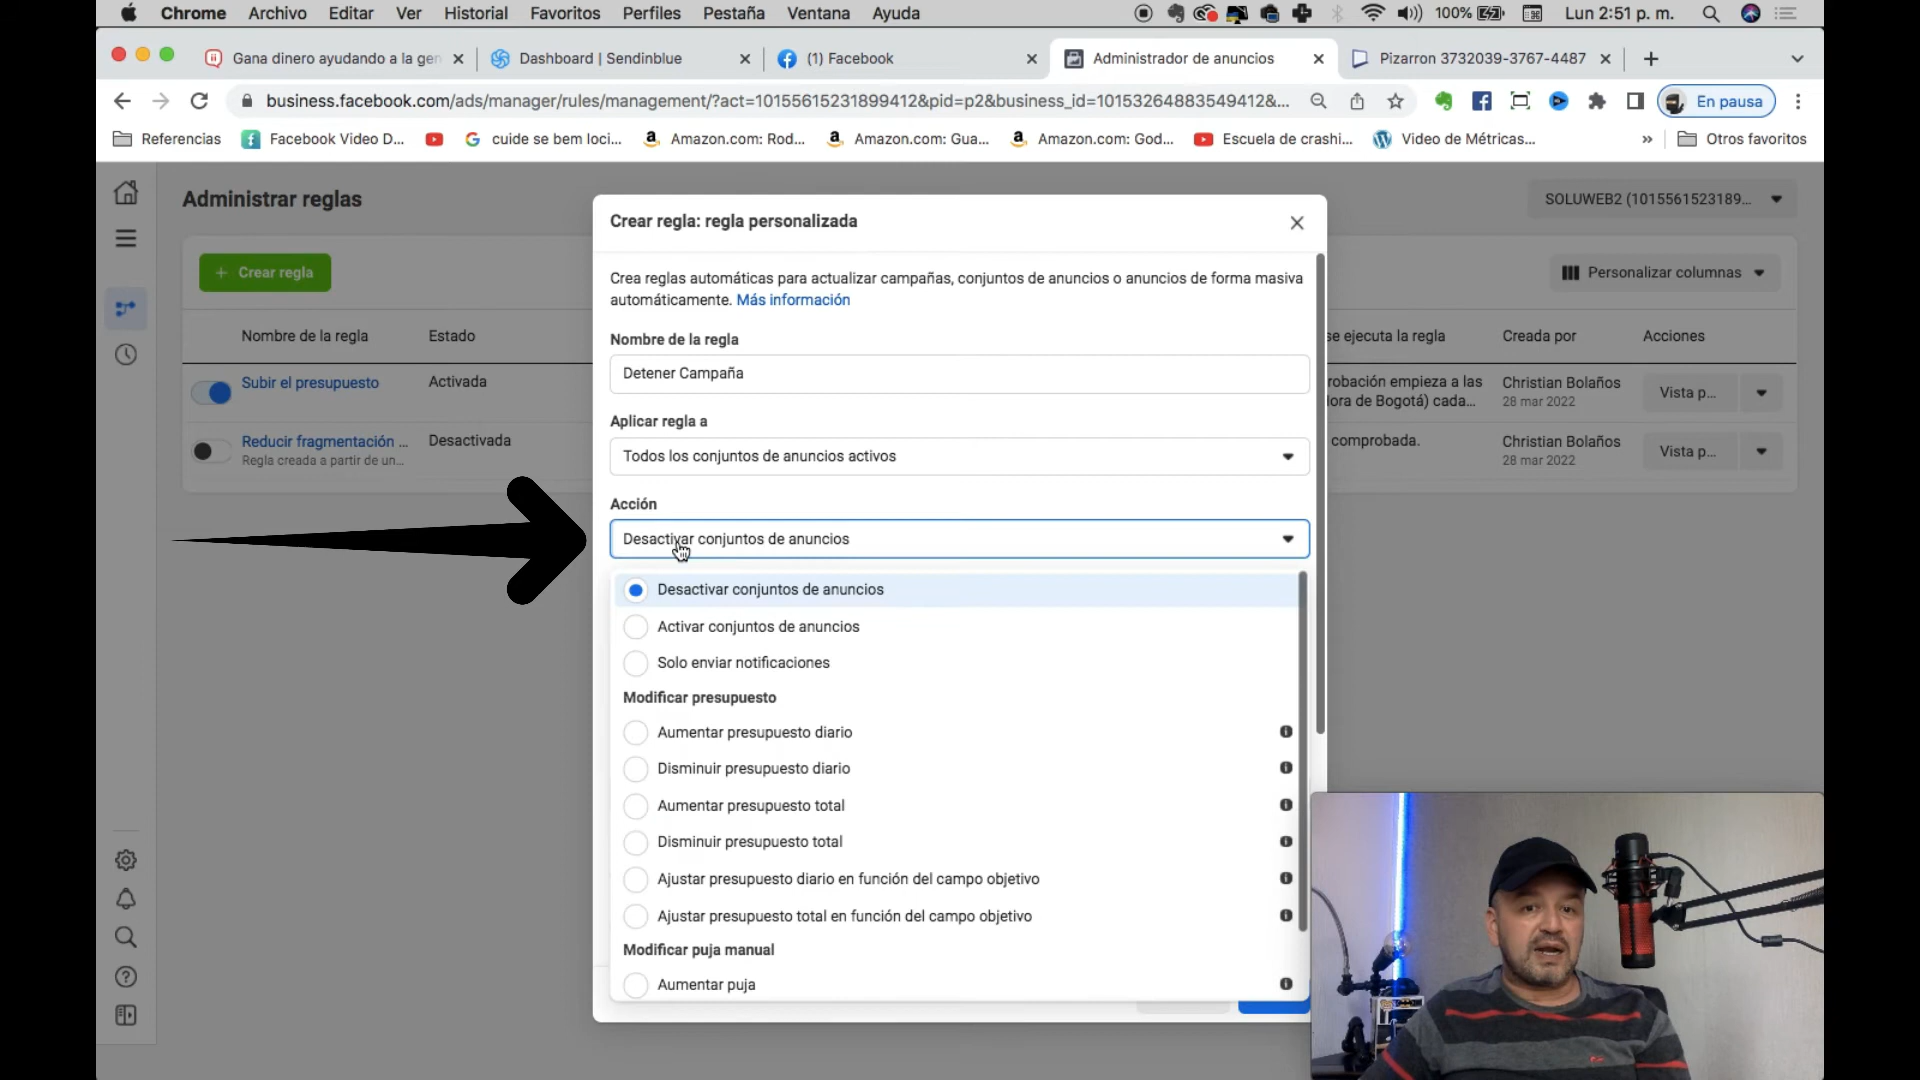 Chrome Archivo Editar Ver Historial Favoritos Perfiles Pestaña Ventana Ayuda 100% Lun 2:51 p. m.
Gana dinero ayudando a la gen Dashboard | Sendinblue (1) Facebook Administrador de anuncios Pizarron 3732039-3767-4487
business.facebook.com/ads/manager/rules/management/?act=10155615231899412&pid=p2&business_id=10153264883549412&... En pausa
Referencias Facebook Video D... cuide se bem loci... Amazon.com: Rod... Amazon.com: Gua... Amazon.com: God... Escuela de crashi... Video de Métricas... » Otros favoritos
Administrar reglas
SOLUWEB2 (1015561523189...
+ Crear regla
Personalizar columnas
Nombre de la regla Estado
se ejecuta la regla Creada por Acciones
Subir el presupuesto Activada
robación empieza a las Christian Bolaños Vista p...
ora de Bogotá) cada... 28 mar 2022
Reducir fragmentación ... Desactivada
Regla creada a partir de un...
comprobada. Christian Bolaños Vista p...
28 mar 2022
Crear regla: regla personalizada
Crea reglas automáticas para actualizar campañas, conjuntos de anuncios o anuncios de forma masiva
automáticamente. Más información
Nombre de la regla
Detener Campaña
Aplicar regla a
Todos los conjuntos de anuncios activos
Acción
Desactivar conjuntos de anuncios
Desactivar conjuntos de anuncios
Activar conjuntos de anuncios
Solo enviar notificaciones
Modificar presupuesto
Aumentar presupuesto diario
Disminuir presupuesto diario
Aumentar presupuesto total
Disminuir presupuesto total
Ajustar presupuesto diario en función del campo objetivo
Ajustar presupuesto total en función del campo objetivo
Modificar puja manual
Aumentar puja